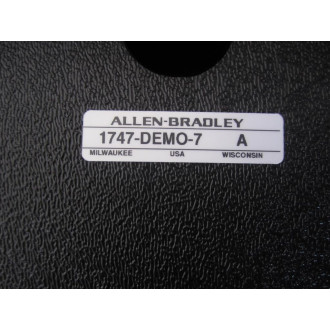 ALLEN-BRADLEY
1747-DEMO-7 A
MILWAUKEE USA WISCONSIN